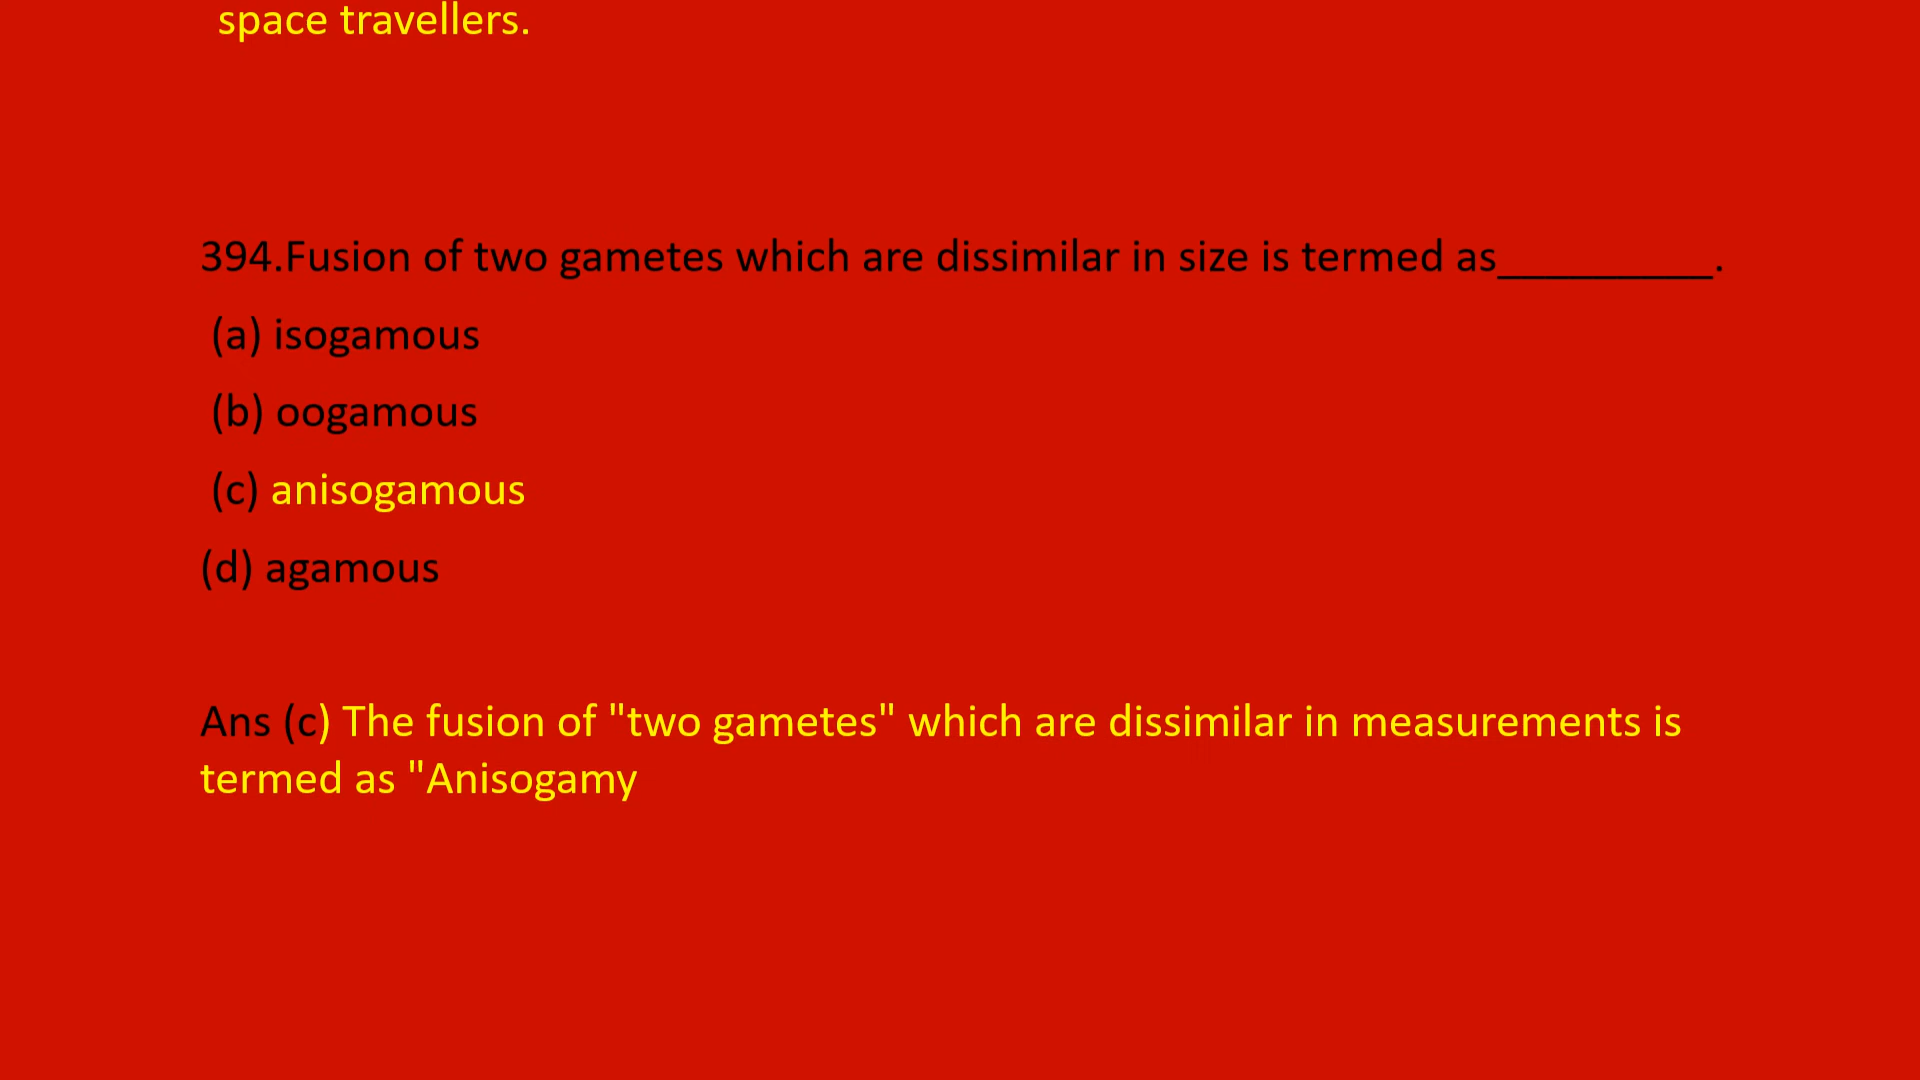 space travellers.
394.Fusion of two gametes which are dissimilar in size is termed as_________.
(a) isogamous
(b) oogamous
(c) anisogamous
(d) agamous
Ans (c) The fusion of "two gametes" which are dissimilar in measurements is
termed as "Anisogamy